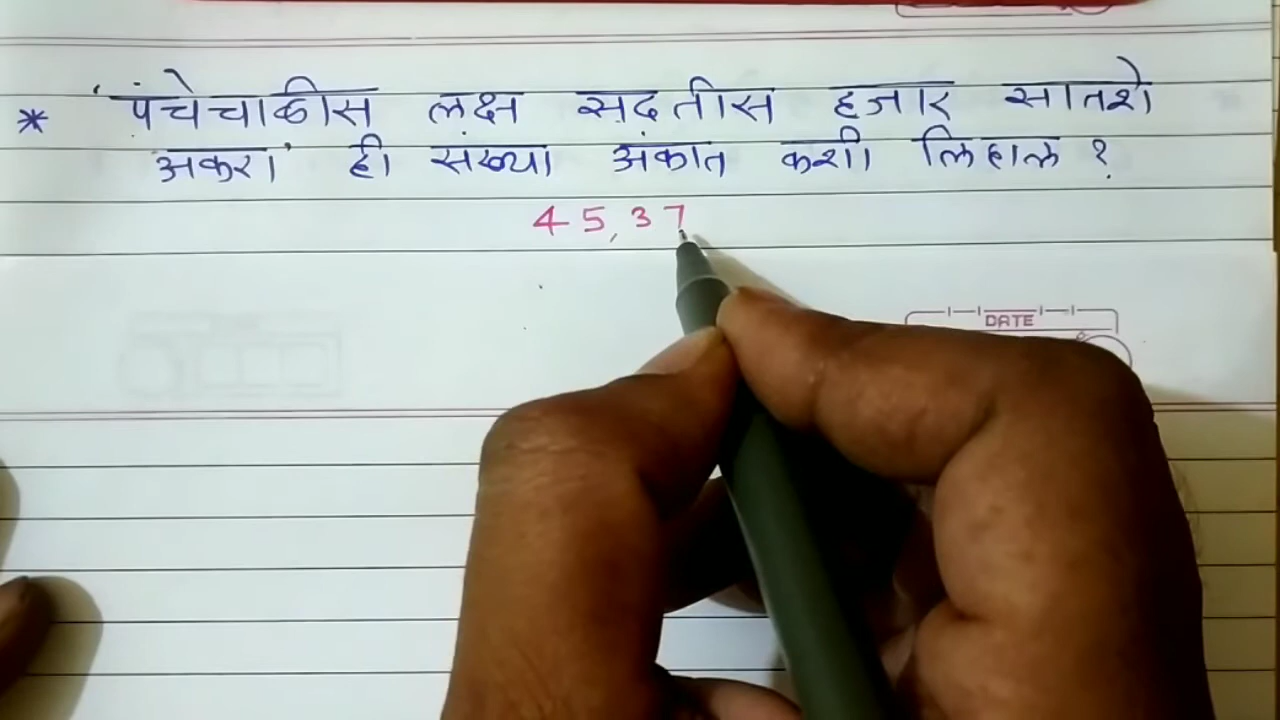 * 'पंचेचाळीस लक्ष सदतीस हजार सातशे
अकरा' ही संख्या अंकात कशी लिहाल ?
45,37
DATE